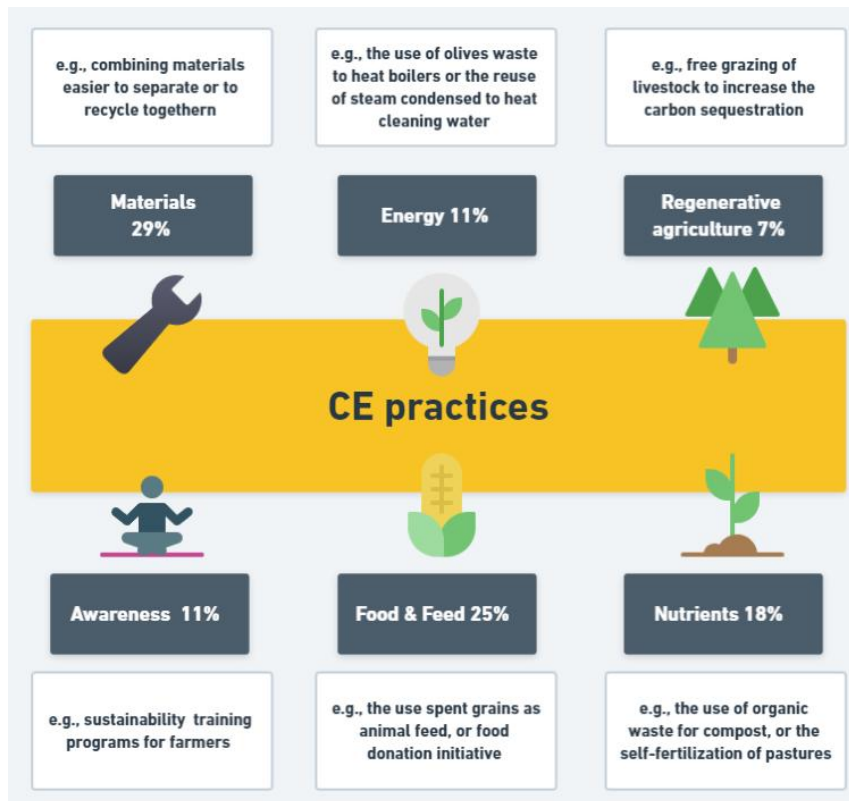 e.g., combining materials
easier to separate or to
recycle togethern
e.g., the use of olives waste
to heat boilers or the reuse
of steam condensed to heat
cleaning water
e.g., free grazing of
livestock to increase the
carbon sequestration
Materials
29%
Energy 11%
Regenerative
agriculture 7%
CE practices
Awareness 11%
Food & Feed 25%
Nutrients 18%
e.g., sustainability training
programs for farmers
e.g., the use spent grains as
animal feed, or food
donation initiative
e.g., the use of organic
waste for compost, or the
self-fertilization of pastures